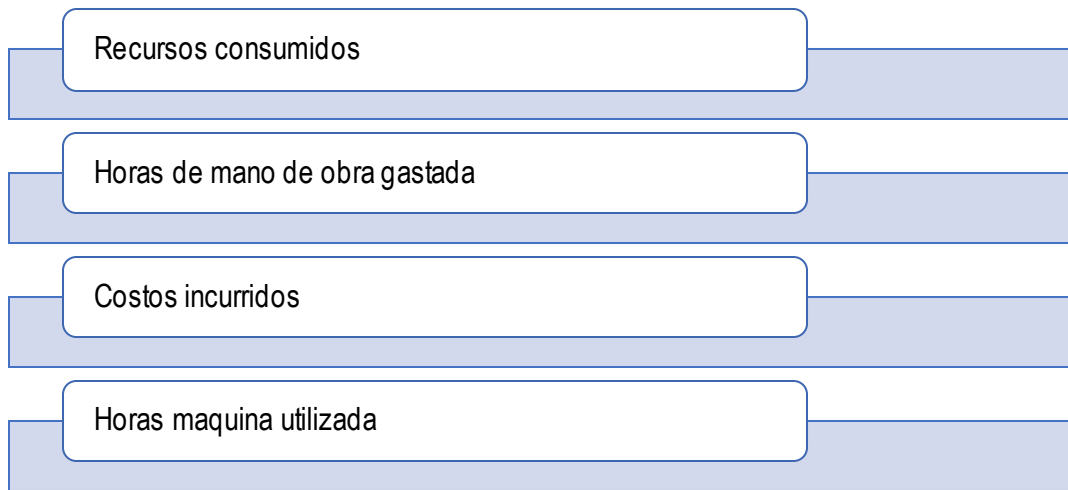 Recursos consumidos
Horas de mano de obra gastada
Costos incurridos
Horas maquina utilizada